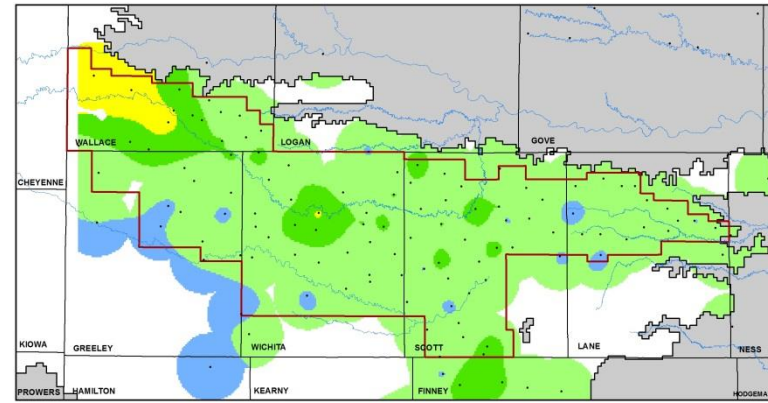 WALLACE
LOGAN
GOVE
CHEYENNE
KIOWA
GREELEY
WICHITA
SCOTT
LANE
NESS
PROWERS
HAMILTON
KEARNY
FINNEY
HODGEMA